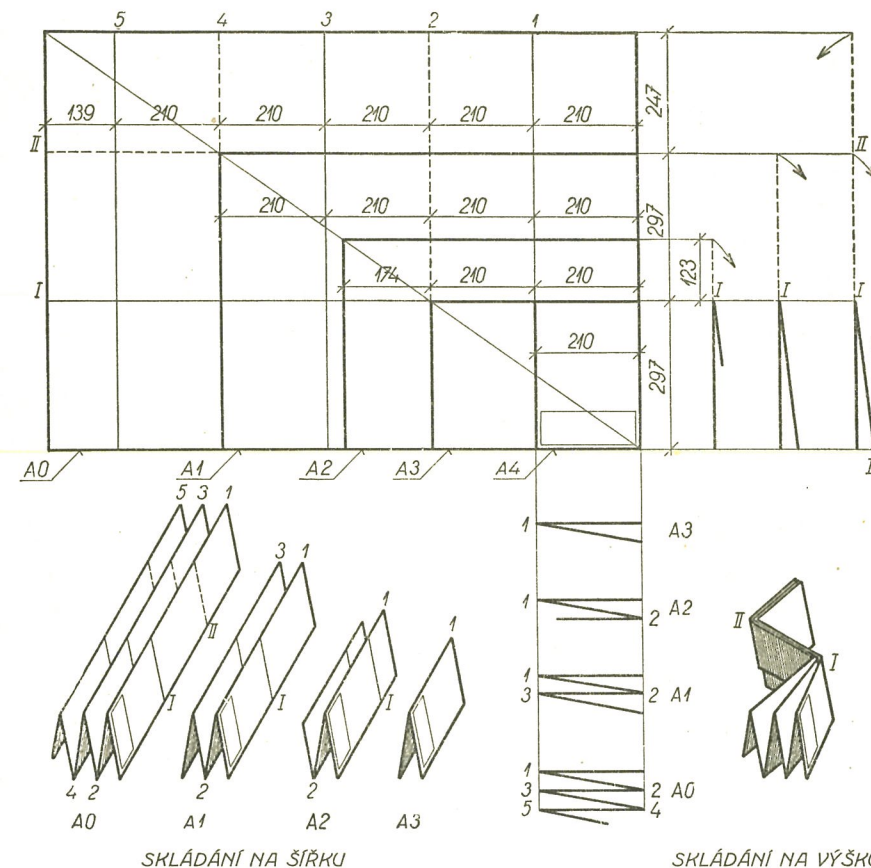 5 4 3 2 1
139 210 210 210 210 210 247
II II
210 210 210 210 297
174 210 210 123
I I I I
210 297
A0 A1 A2 A3 A4 I
5 3 1
3 1
1
1
II
I
I
I
4 2
2
2
A0 A1 A2 A3
1 A3
1 2 A2
1
3 2 A1
1
3 2 A0
5 4
II
I
SKLÁDÁNÍ NA ŠÍŘKU
SKLÁDÁNÍ NA VÝŠKU